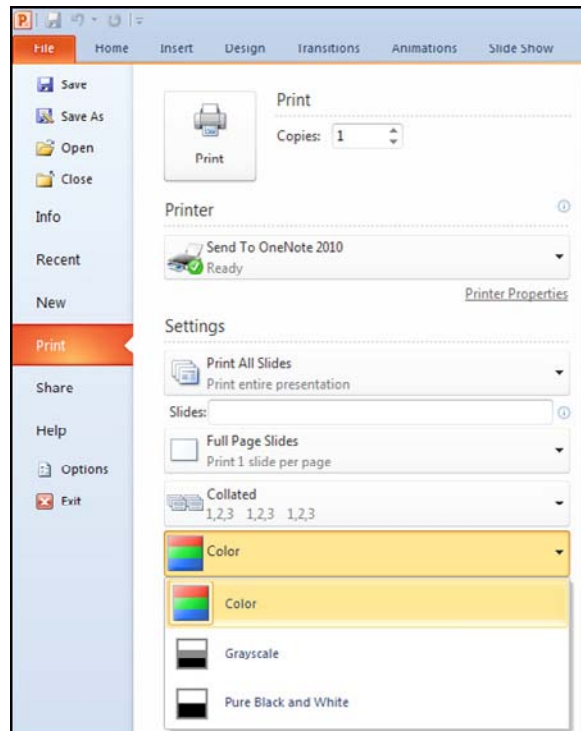 P
File Home Insert Design Transitions Animations Slide Show
Save
Save As
Open
Close
Info
Recent
New
Print
Share
Help
Options
Exit
Print
Print
Copies: 1
Printer
Send To OneNote 2010
Ready
Printer Properties
Settings
Print All Slides
Print entire presentation
Slides:
Full Page Slides
Print 1 slide per page
Collated
1,2,3 1,2,3 1,2,3
Color
Color
Grayscale
Pure Black and White